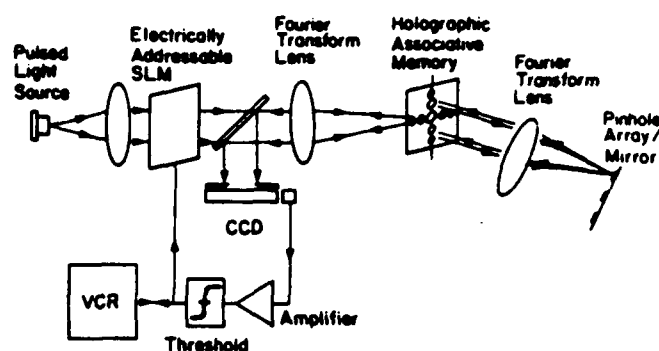 Pulsed
Light
Source
Electrically
Addressable
SLM
Fourier
Transform
Lens
Holographic
Associative
Memory
Fourier
Transform
Lens
Pinhole
Array/
Mirror
CCD
VCR
Threshold
Amplifier